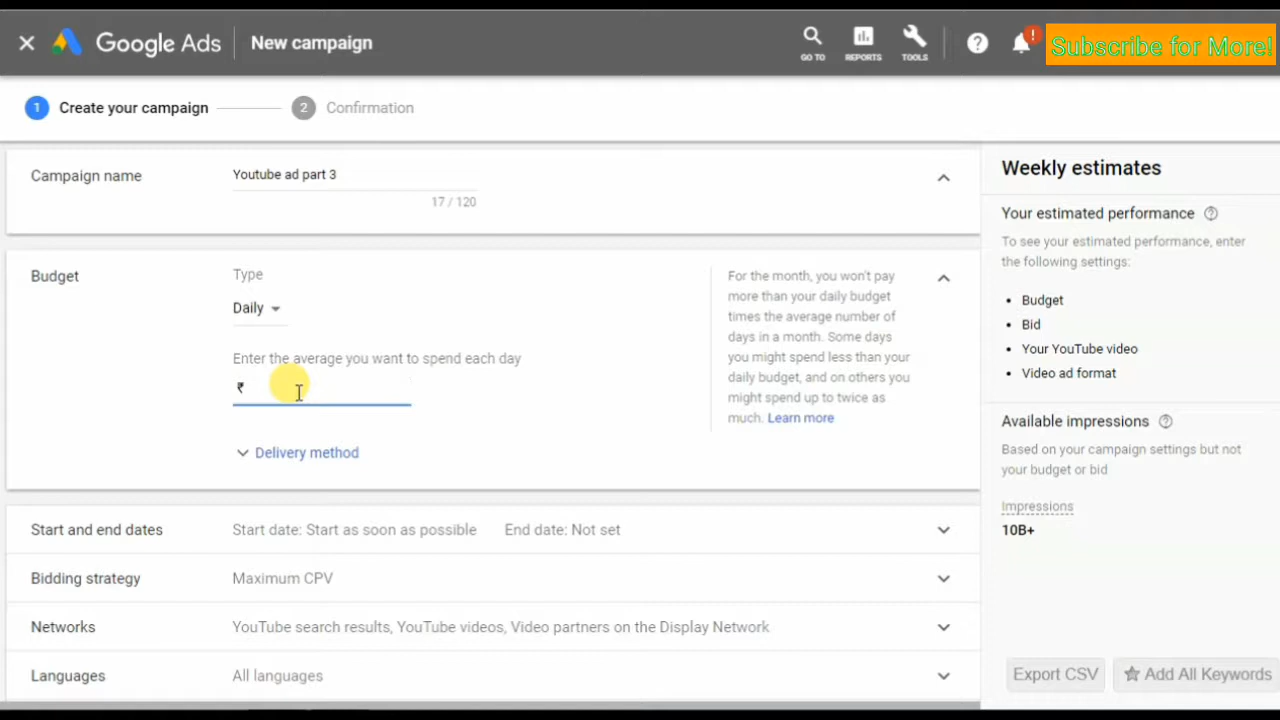 Google Ads
New campaign
GO TO
REPORTS
TOOLS
?
!
Subscribe for More!
1 Create your campaign
2 Confirmation
Campaign name
Youtube ad part 3
17 / 120
Budget
Type
Daily
Enter the average you want to spend each day
₹
Delivery method
For the month, you won't pay
more than your daily budget
times the average number of
days in a month. Some days
you might spend less than your
daily budget, and on others you
might spend up to twice as
much. Learn more
Start and end dates
Start date: Start as soon as possible
End date: Not set
Bidding strategy
Maximum CPV
Networks
YouTube search results, YouTube videos, Video partners on the Display Network
Languages
All languages
Weekly estimates
Your estimated performance ?
To see your estimated performance, enter
the following settings:
• Budget
• Bid
• Your YouTube video
• Video ad format
Available impressions ?
Based on your campaign settings but not
your budget or bid
Impressions
10B+
Export CSV
Add All Keywords